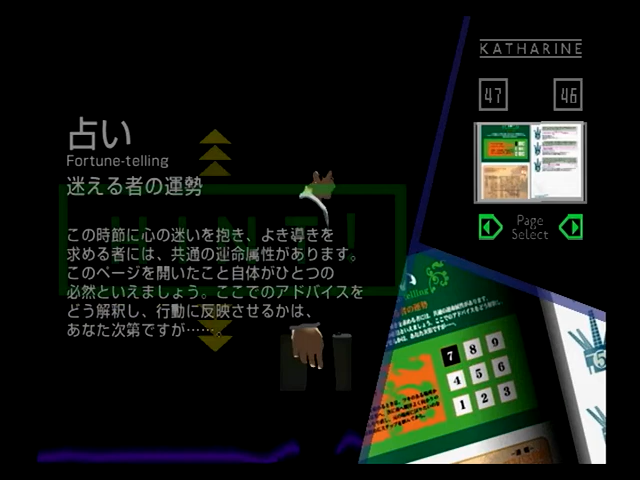 KATHARINE
47 46
占い
Fortune-telling
迷える者の運勢
この時節に心の迷いを抱き、よき導きを
求める者には、共通の運命属性があります。
このページを開いたこと自体がひとつの
必然といえましょう。ここでのアドバイスを
どう解釈し、行動に反映させるかは、
あなた次第ですが……。
Page
Select
7 8 9
4 5 6
1 2 3
5